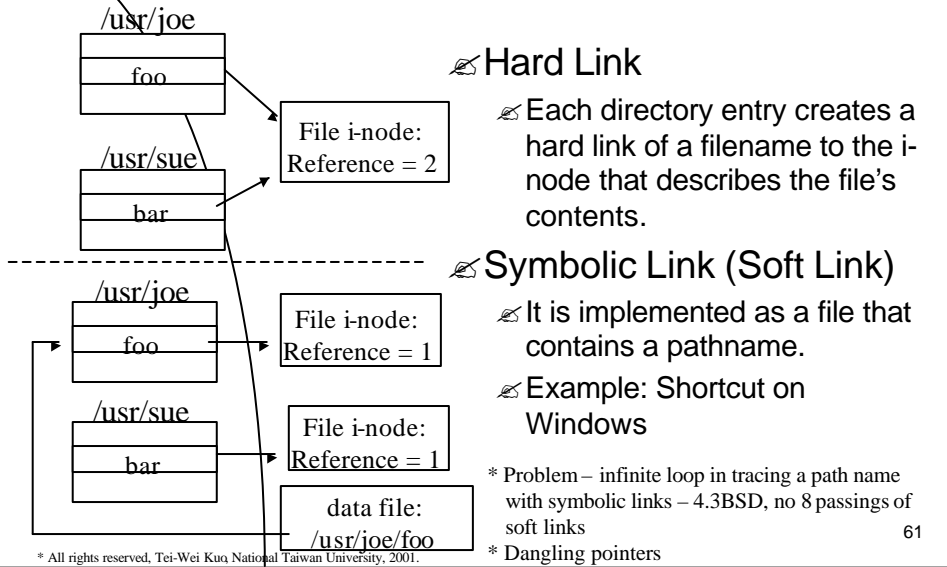 /usr/joe
foo
File i-node:
Reference = 2
/usr/sue
bar
/usr/joe
foo
File i-node:
Reference = 1
/usr/sue
bar
File i-node:
Reference = 1
data file:
/usr/joe/foo
Hard Link
Each directory entry creates a
hard link of a filename to the i-
node that describes the file's
contents.
Symbolic Link (Soft Link)
It is implemented as a file that
contains a pathname.
Example: Shortcut on
Windows
* Problem – infinite loop in tracing a path name
with symbolic links – 4.3BSD, no 8 passings of
soft links
* Dangling pointers
61
* All rights reserved, Tei-Wei Kuo, National Taiwan University, 2001.